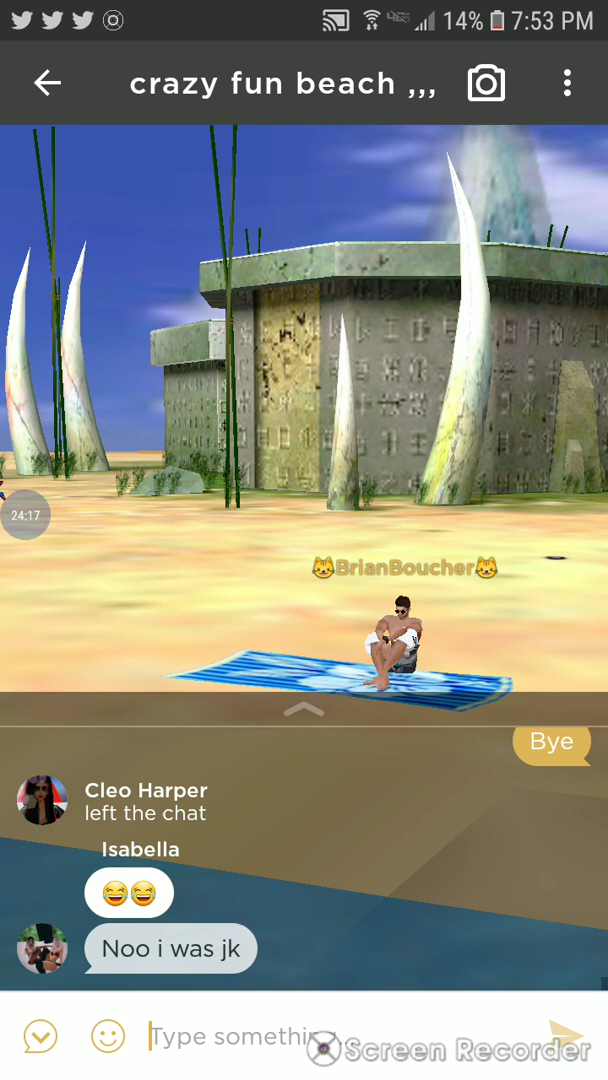 14% 7:53 PM
crazy fun beach ,,,
24:17
🐱BrianBoucher🐱
Bye
Cleo Harper
left the chat
Isabella
😂😂
Noo i was jk
Type something...
Screen Recorder